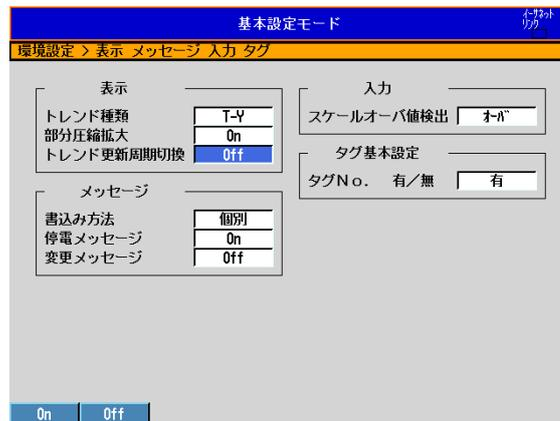 基本設定モード
イーサネット
リンク
環境設定 > 表示 メッセージ 入力 タグ
表示
トレンド種類 T-Y
部分圧縮拡大 On
トレンド更新周期切換 Off
メッセージ
書込み方法 個別
停電メッセージ On
変更メッセージ Off
入力
スケールオーバ値検出 オーバ
タグ基本設定
タグNo. 有/無 有
On Off